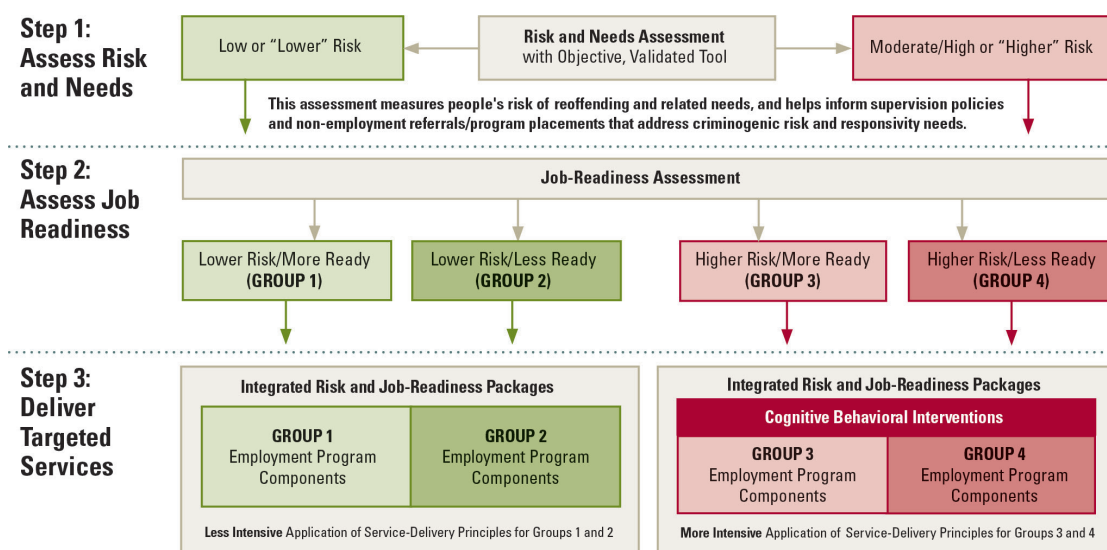 Step 1:
Assess Risk
and Needs
Low or “Lower” Risk
Risk and Needs Assessment
with Objective, Validated Tool
Moderate/High or “Higher” Risk
This assessment measures people's risk of reoffending and related needs, and helps inform supervision policies
and non-employment referrals/program placements that address criminogenic risk and responsivity needs.
Step 2:
Assess Job
Readiness
Job-Readiness Assessment
Lower Risk/More Ready
(GROUP 1)
Lower Risk/Less Ready
(GROUP 2)
Higher Risk/More Ready
(GROUP 3)
Higher Risk/Less Ready
(GROUP 4)
Step 3:
Deliver
Targeted
Services
Integrated Risk and Job-Readiness Packages
GROUP 1
Employment Program
Components
GROUP 2
Employment Program
Components
Less Intensive Application of Service-Delivery Principles for Groups 1 and 2
Integrated Risk and Job-Readiness Packages
Cognitive Behavioral Interventions
GROUP 3
Employment Program
Components
GROUP 4
Employment Program
Components
More Intensive Application of Service-Delivery Principles for Groups 3 and 4